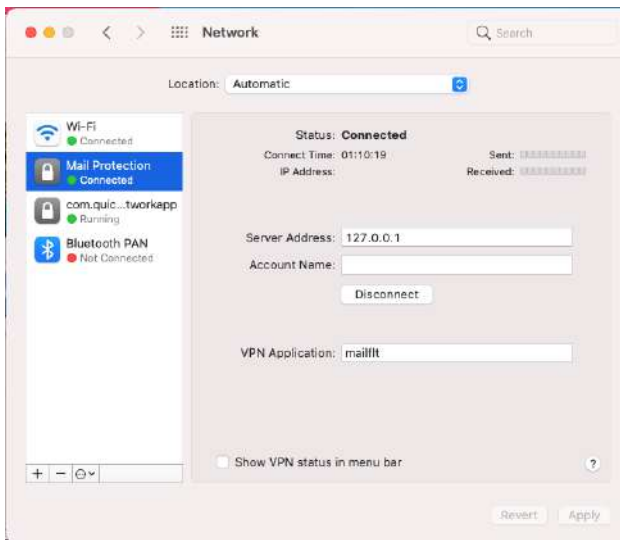 Network
Search
Location: Automatic
Wi-Fi
Connected
Mail Protection
Connected
com.quic...tworkapp
Running
Bluetooth PAN
Not Connected
Status: Connected
Connect Time: 01:10:19 Sent:
IP Address: Received:
Server Address: 127.0.0.1
Account Name:
Disconnect
VPN Application: mailflt
Show VPN status in menu bar
?
Revert Apply